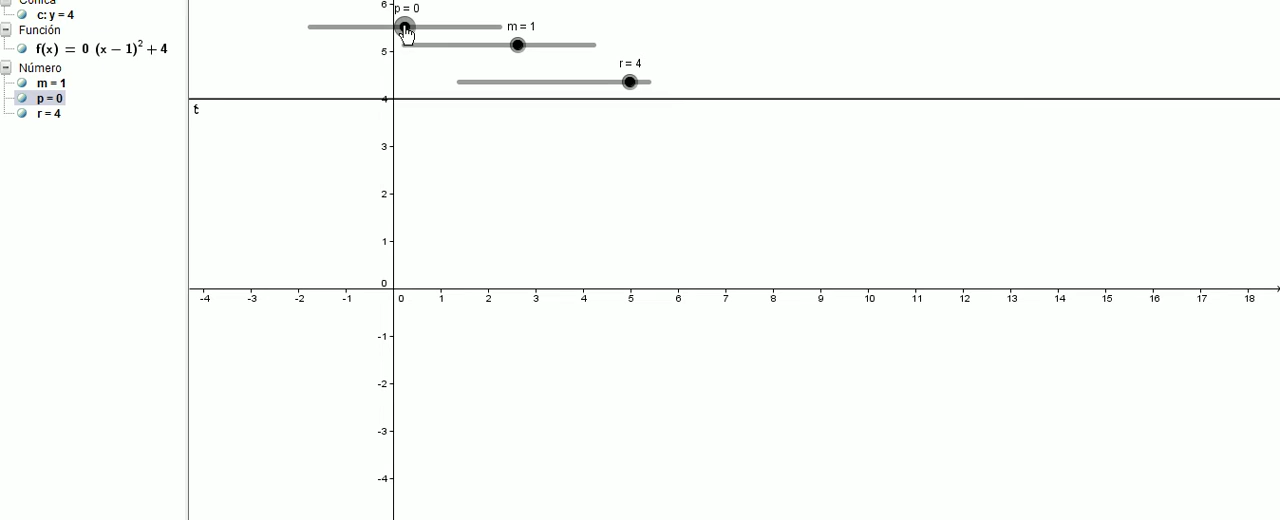 Cónica
c: y = 4
Función
f(x) = 0 (x − 1)² + 4
Número
m = 1
p = 0
r = 4
p = 0
m = 1
r = 4
6
5
4
3
2
1
0
-1
-2
-3
-4
-4 -3 -2 -1 0 1 2 3 4 5 6 7 8 9 10 11 12 13 14 15 16 17 18